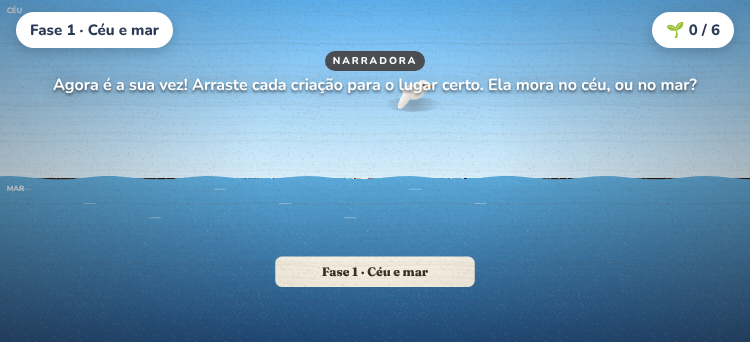 CÉU
Fase 1 · Céu e mar
🌱 0 / 6
NARRADORA
Agora é a sua vez! Arraste cada criação para o lugar certo. Ela mora no céu, ou no mar?
MAR
Fase 1 · Céu e mar